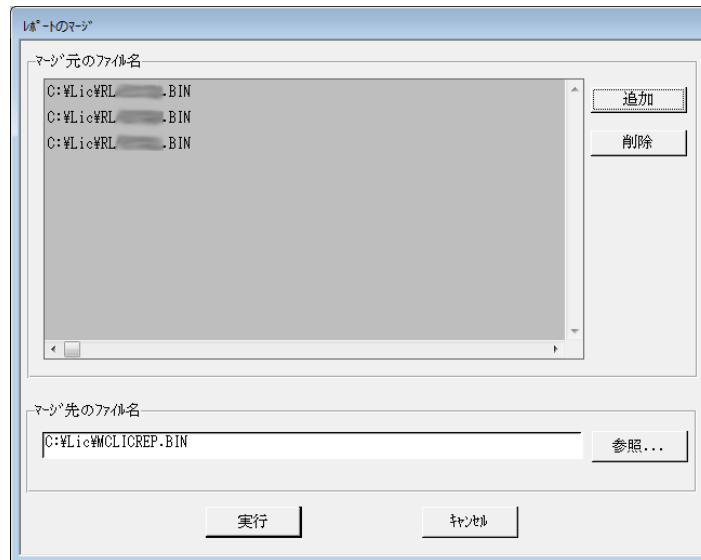 ﾚﾎﾟｰﾄのﾏｰｼﾞ
ﾏｰｼﾞ元のﾌｧｲﾙ名
C:¥Lic¥RL .BIN
C:¥Lic¥RL .BIN
C:¥Lic¥RL .BIN
追加
削除
ﾏｰｼﾞ先のﾌｧｲﾙ名
C:¥Lic¥MCLICREP.BIN
参照...
実行
ｷｬﾝｾﾙ